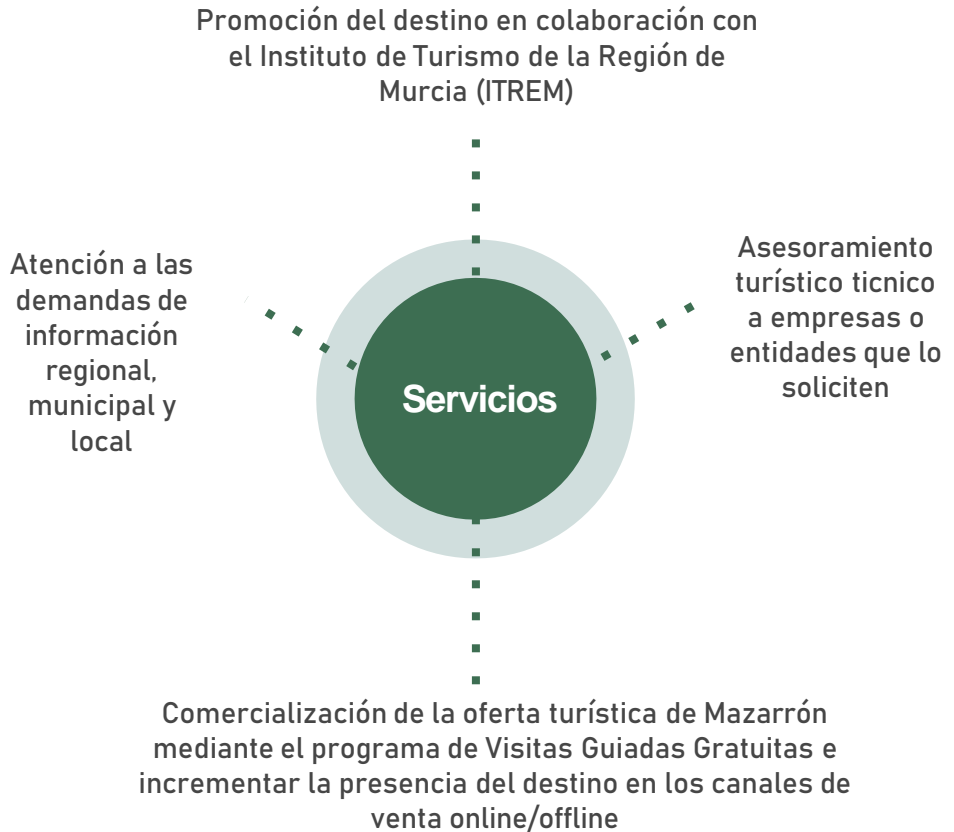 Promoción del destino en colaboración con
el Instituto de Turismo de la Región de
Murcia (ITREM)
Atención a las
demandas de
información
regional,
municipal y
local
Servicios
Asesoramiento
turístico ticnico
a empresas o
entidades que lo
soliciten
Comercialización de la oferta turística de Mazarrón
mediante el programa de Visitas Guiadas Gratuitas e
incrementar la presencia del destino en los canales de
venta online/offline